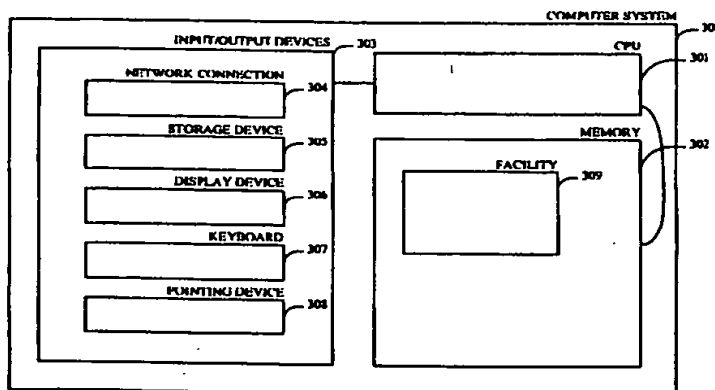 COMPUTER SYSTEM
INPUT/OUTPUT DEVICES
303
CPU
301
NETWORK CONNECTION
304
STORAGE DEVICE
305
MEMORY
302
DISPLAY DEVICE
306
FACILITY
309
KEYBOARD
307
POINTING DEVICE
308